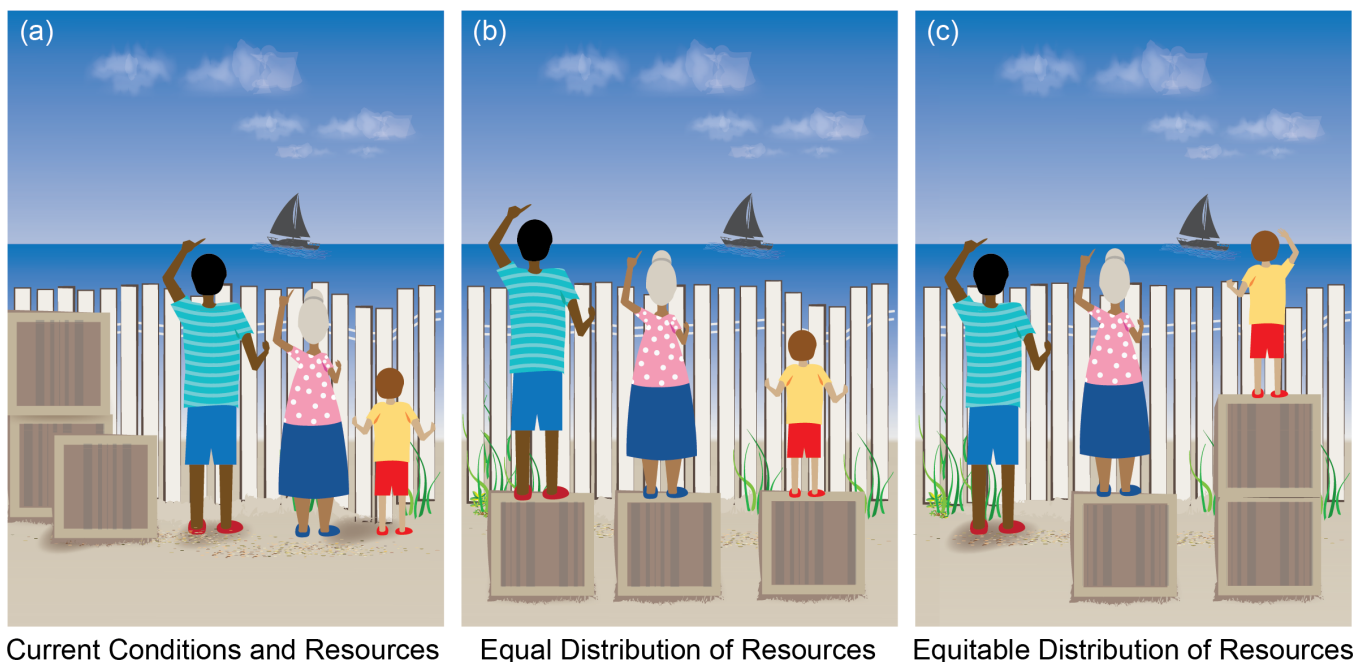 (a)
(b)
(c)
Current Conditions and Resources
Equal Distribution of Resources
Equitable Distribution of Resources